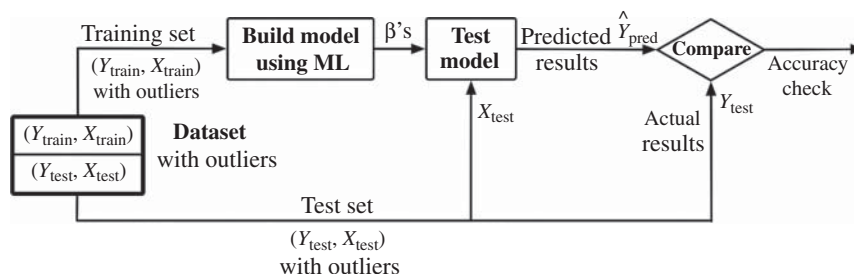 Training set
(Y_train, X_train)
with outliers
Build model
using ML
β's
Test
model
Predicted
results
Ŷ_pred
Compare
Accuracy
check
X_test
Actual
results
Y_test
(Y_train, X_train)
(Y_test, X_test)
Dataset
with outliers
Test set
(Y_test, X_test)
with outliers